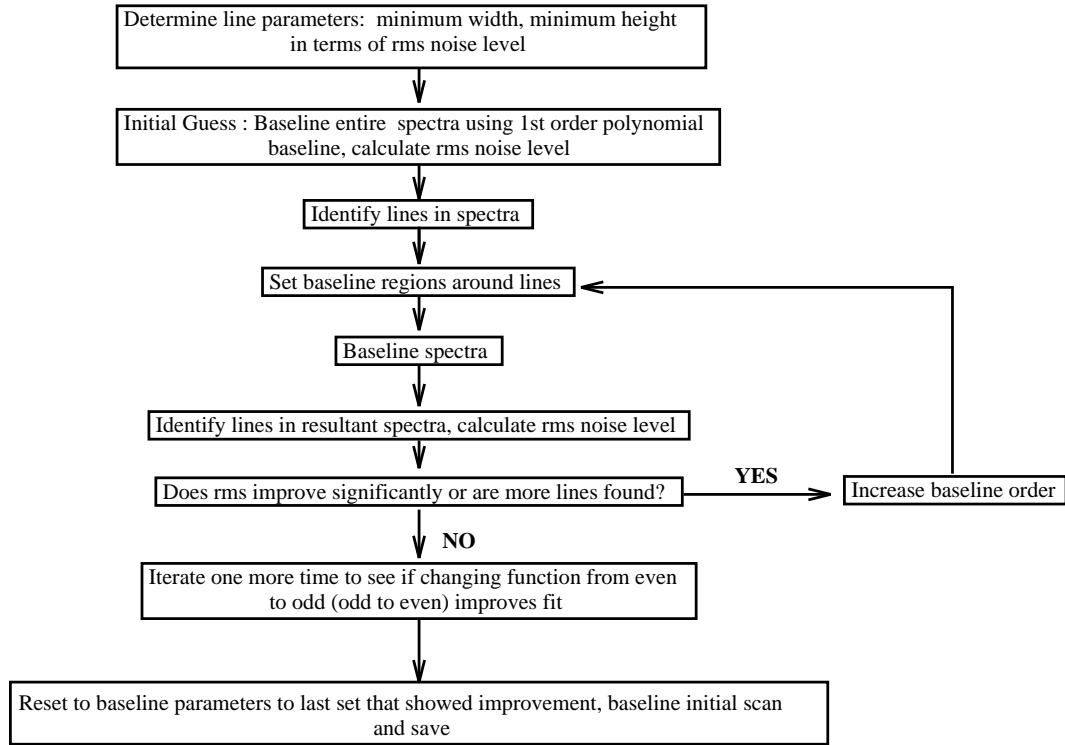 Determine line parameters: minimum width, minimum height
in terms of rms noise level
Initial Guess : Baseline entire spectra using 1st order polynomial
baseline, calculate rms noise level
Identify lines in spectra
Set baseline regions around lines
Baseline spectra
Identify lines in resultant spectra, calculate rms noise level
Does rms improve significantly or are more lines found?
YES
Increase baseline order
NO
Iterate one more time to see if changing function from even
to odd (odd to even) improves fit
Reset to baseline parameters to last set that showed improvement, baseline initial scan
and save